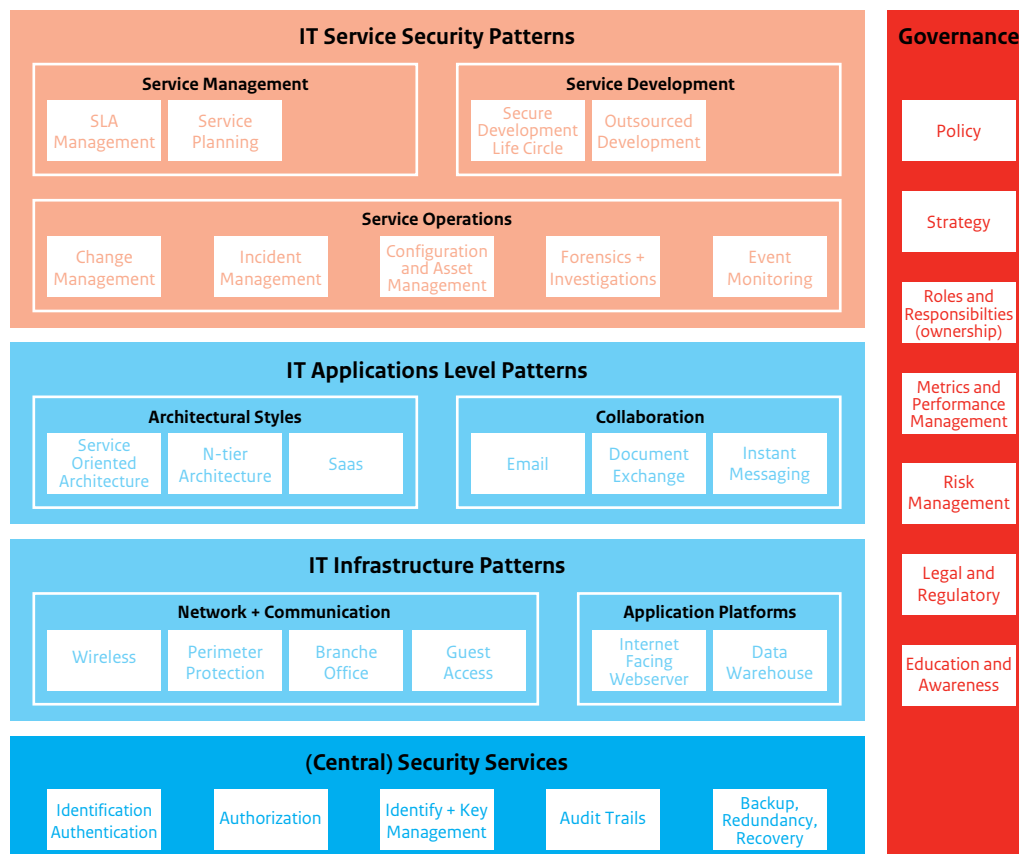 IT Service Security Patterns
Service Management
SLA
Management
Service
Planning
Service Development
Secure
Development
Life Circle
Outsourced
Development
Service Operations
Change
Management
Incident
Management
Configuration
and Asset
Management
Forensics +
Investigations
Event
Monitoring
IT Applications Level Patterns
Architectural Styles
Service
Oriented
Architecture
N-tier
Architecture
Saas
Collaboration
Email
Document
Exchange
Instant
Messaging
IT Infrastructure Patterns
Network + Communication
Wireless
Perimeter
Protection
Branche
Office
Guest
Access
Application Platforms
Internet
Facing
Webserver
Data
Warehouse
(Central) Security Services
Identification
Authentication
Authorization
Identify + Key
Management
Audit Trails
Backup,
Redundancy,
Recovery
Governance
Policy
Strategy
Roles and
Responsibilties
(ownership)
Metrics and
Performance
Management
Risk
Management
Legal and
Regulatory
Education and
Awareness